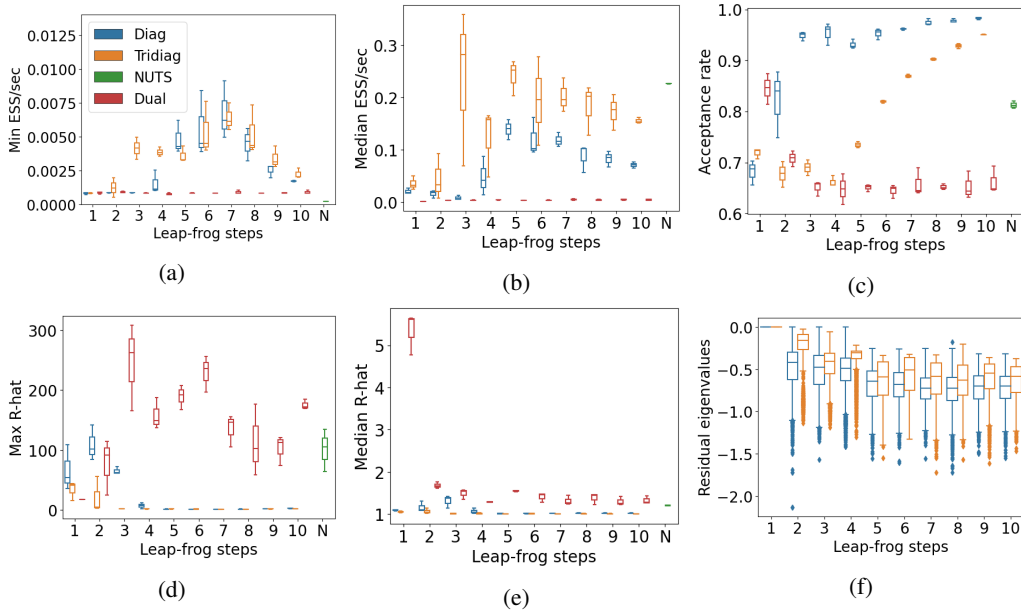 0.0125
0.0100
0.0075
0.0050
0.0025
0.0000
Min ESS/sec
Diag
Tridiag
NUTS
Dual
1 2 3 4 5 6 7 8 9 10 N
Leap-frog steps
(a)
0.3
0.2
0.1
0.0
Median ESS/sec
1 2 3 4 5 6 7 8 9 10 N
Leap-frog steps
(b)
1.0
0.9
0.8
0.7
0.6
Acceptance rate
1 2 3 4 5 6 7 8 9 10 N
Leap-frog steps
(c)
300
200
100
0
Max R-hat
1 2 3 4 5 6 7 8 9 10 N
Leap-frog steps
(d)
5
4
3
2
1
Median R-hat
1 2 3 4 5 6 7 8 9 10 N
Leap-frog steps
(e)
0.0
−0.5
−1.0
−1.5
−2.0
Residual eigenvalues
1 2 3 4 5 6 7 8 9 10
Leap-frog steps
(f)